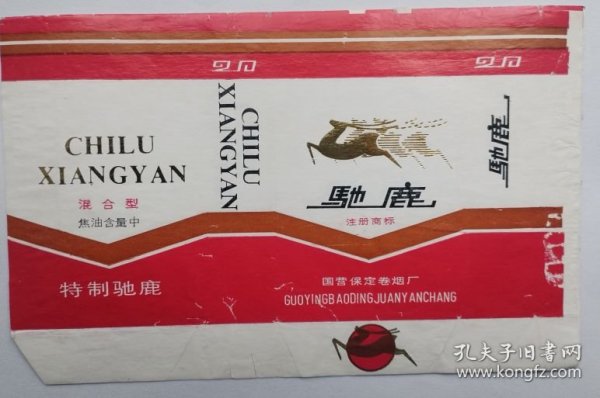 CHILU
XIANGYAN
混合型
焦油含量中
特制驰鹿
CHILU
XIANGYAN
馳鹿
注册商标
国营保定卷烟厂
GUOYINGBAODINGJUANYANCHANG
馳鹿
孔夫子旧书网
www.kongfz.com